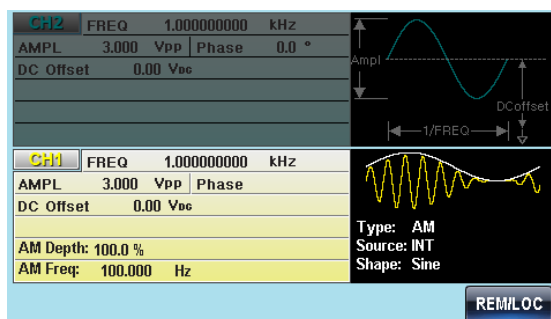 CH2 FREQ 1.000000000 kHz
AMPL 3.000 Vpp Phase 0.0 °
DC Offset 0.00 VDC
Ampl
DCoffset
1/FREQ
CH1 FREQ 1.000000000 kHz
AMPL 3.000 Vpp Phase
DC Offset 0.00 VDC
AM Depth: 100.0 %
AM Freq: 100.000 Hz
Type: AM
Source: INT
Shape: Sine
REM/LOC